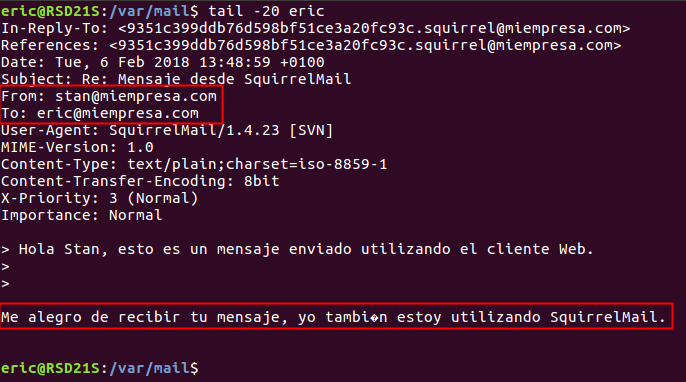 eric@RSD21S:/var/mail$ tail -20 eric
In-Reply-To: <9351c399ddb76d598bf51ce3a20fc93c.squirrel@miempresa.com>
References: <9351c399ddb76d598bf51ce3a20fc93c.squirrel@miempresa.com>
Date: Tue, 6 Feb 2018 13:48:59 +0100
Subject: Re: Mensaje desde SquirrelMail
From: stan@miempresa.com
To: eric@miempresa.com
User-Agent: SquirrelMail/1.4.23 [SVN]
MIME-Version: 1.0
Content-Type: text/plain;charset=iso-8859-1
Content-Transfer-Encoding: 8bit
X-Priority: 3 (Normal)
Importance: Normal
> Hola Stan, esto es un mensaje enviado utilizando el cliente Web.
>
>
Me alegro de recibir tu mensaje, yo tambi�n estoy utilizando SquirrelMail.
eric@RSD21S:/var/mail$